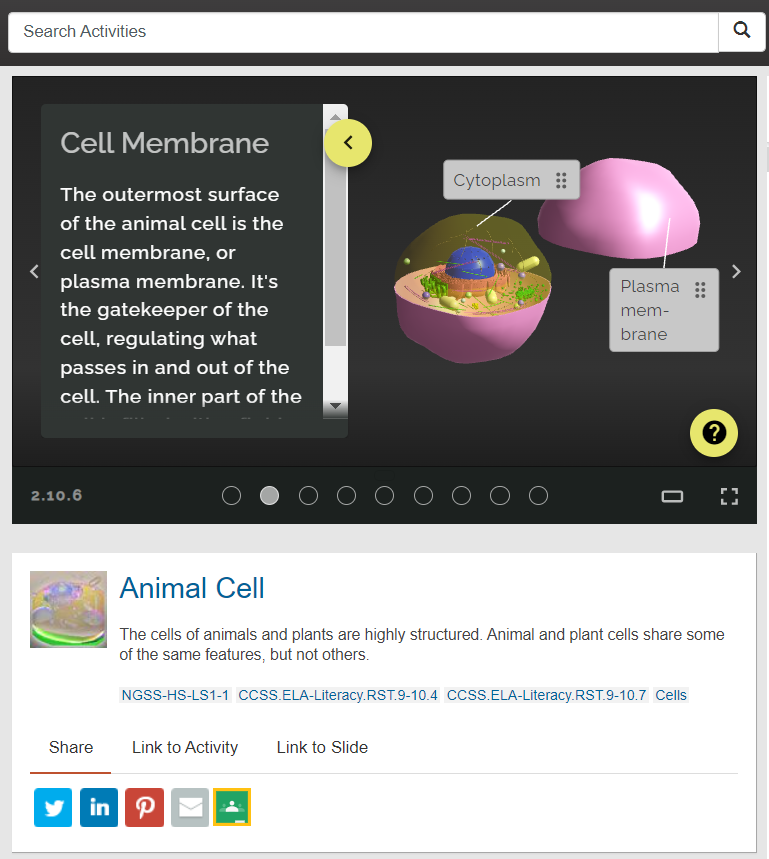 Search Activities
Cell Membrane
The outermost surface
of the animal cell is the
cell membrane, or
plasma membrane. It's
the gatekeeper of the
cell, regulating what
passes in and out of the
cell. The inner part of the
Cytoplasm
Plasma
mem-
brane
?
2.10.6
Animal Cell
The cells of animals and plants are highly structured. Animal and plant cells share some
of the same features, but not others.
NGSS-HS-LS1-1 CCSS.ELA-Literacy.RST.9-10.4 CCSS.ELA-Literacy.RST.9-10.7 Cells
Share Link to Activity Link to Slide
in